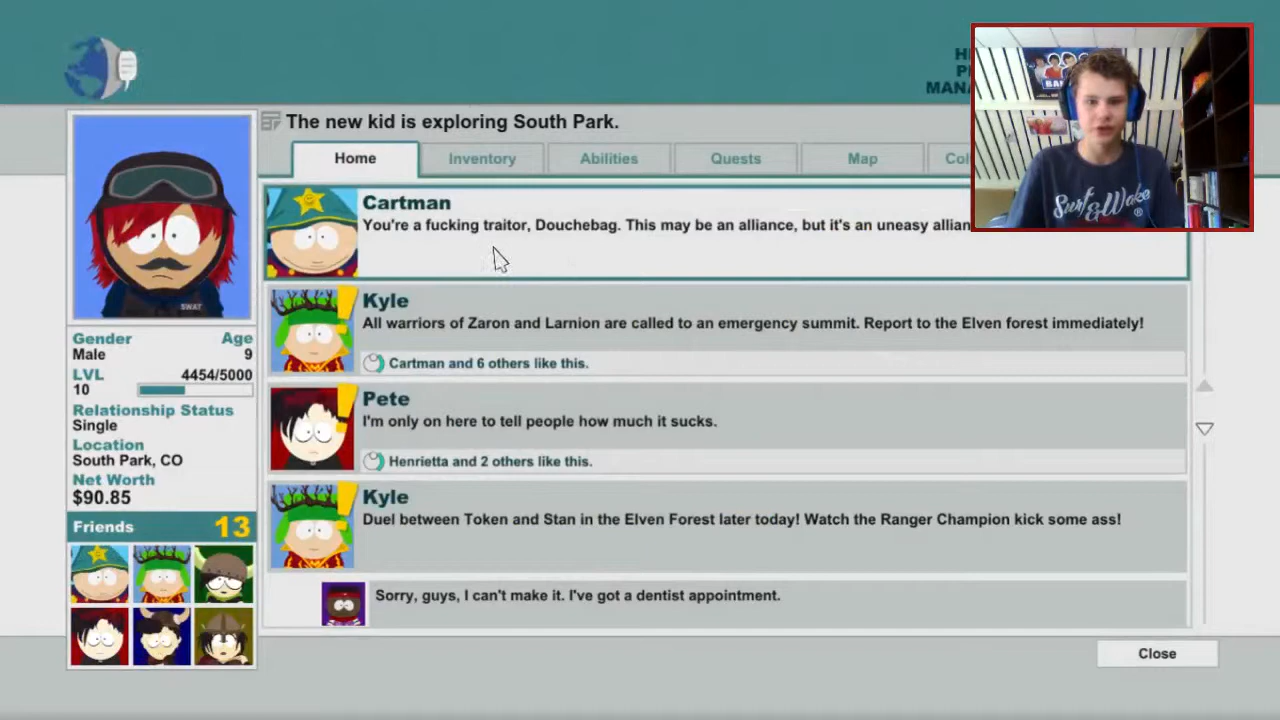 The new kid is exploring South Park.
Home
Inventory
Abilities
Quests
Map
Cartman
You're a fucking traitor, Douchebag. This may be an alliance, but it's an uneasy
SWAT
Kyle
All warriors of Zaron and Larnion are called to an emergency summit. Report to the Elven forest immediately!
Cartman and 6 others like this.
Pete
I'm only on here to tell people how much it sucks.
Henrietta and 2 others like this.
Kyle
Duel between Token and Stan in the Elven Forest later today! Watch the Ranger Champion kick some ass!
Sorry, guys, I can't make it. I've got a dentist appointment.
Gender Age
Male 9
LVL 4454/5000
10
Relationship Status
Single
Location
South Park, CO
Net Worth
$90.85
Friends 13
Close
Surf & Wake